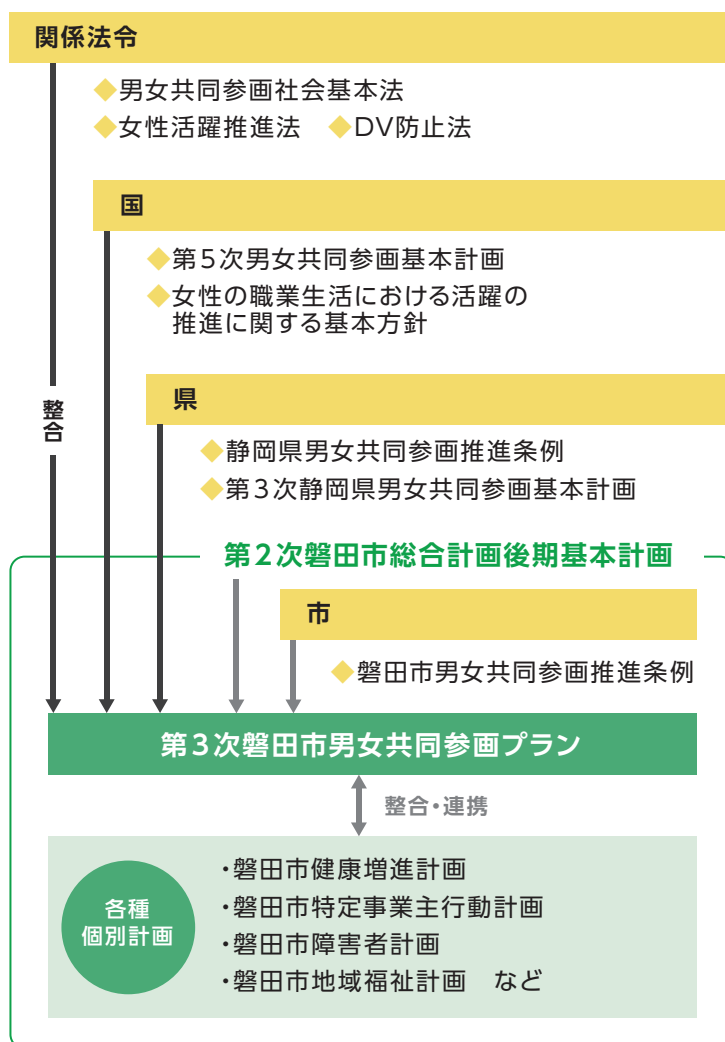 関係法令
◆男女共同参画社会基本法
◆女性活躍推進法　◆DV防止法
国
◆第5次男女共同参画基本計画
◆女性の職業生活における活躍の
推進に関する基本方針
県
整合
◆静岡県男女共同参画推進条例
◆第3次静岡県男女共同参画基本計画
第2次磐田市総合計画後期基本計画
市
◆磐田市男女共同参画推進条例
第3次磐田市男女共同参画プラン
整合・連携
各種
個別計画
・磐田市健康増進計画
・磐田市特定事業主行動計画
・磐田市障害者計画
・磐田市地域福祉計画　など